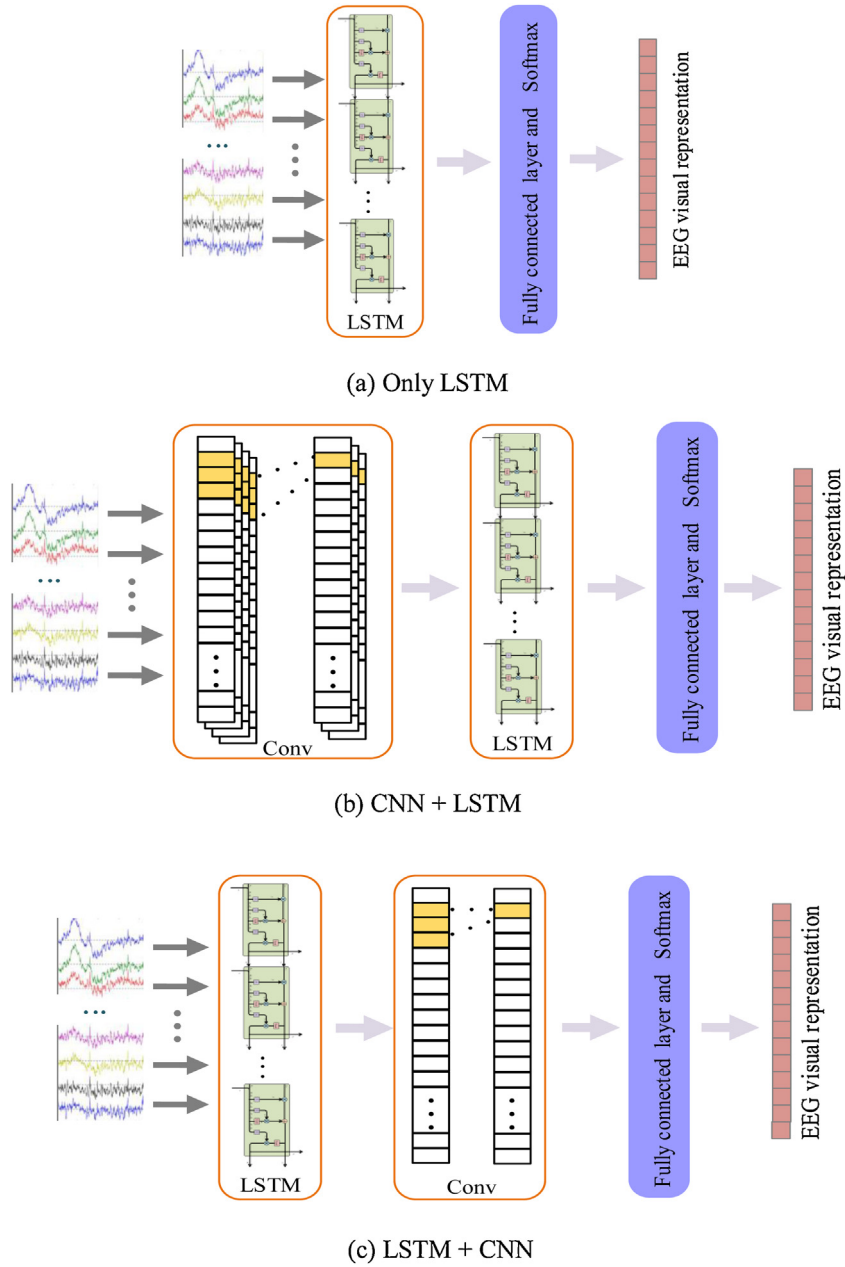 LSTM
Fully connected layer and Softmax
EEG visual representation
(a) Only LSTM
Conv
LSTM
Fully connected layer and Softmax
EEG visual representation
(b) CNN + LSTM
LSTM
Conv
Fully connected layer and Softmax
EEG visual representation
(c) LSTM + CNN